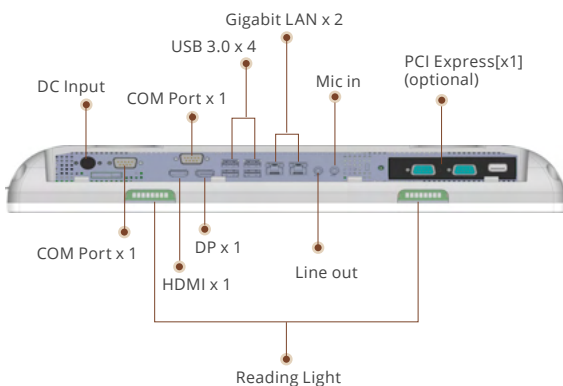 Gigabit LAN x 2
USB 3.0 x 4
PCI Express[x1]
(optional)
DC Input
Mic in
COM Port x 1
COM Port x 1
DP x 1
Line out
HDMI x 1
Reading Light